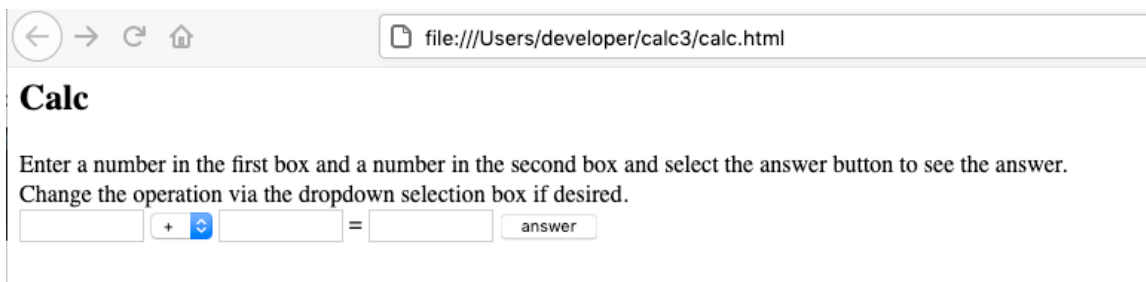 file:///Users/developer/calc3/calc.html
Calc
Enter a number in the first box and a number in the second box and select the answer button to see the answer.
Change the operation via the dropdown selection box if desired.
+ = answer